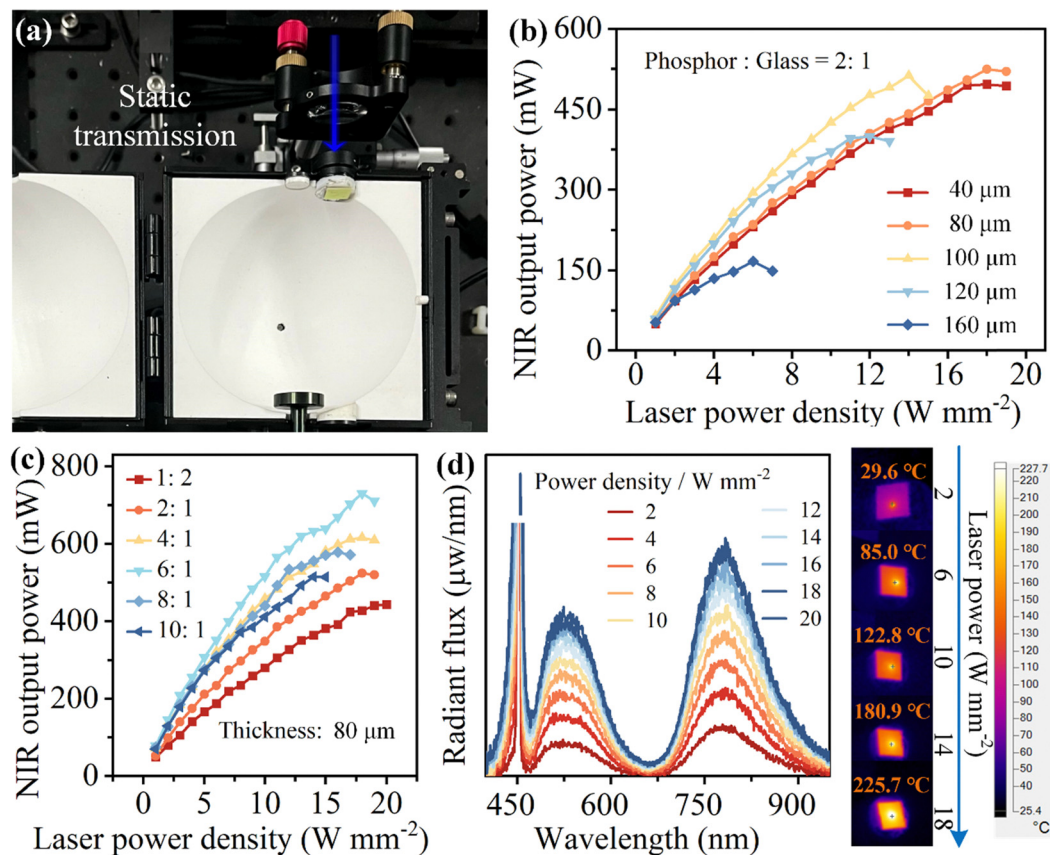 (a)
Static
transmission
(b)
600
450
300
150
0
NIR output power (mW)
Phosphor : Glass = 2: 1
40 μm
80 μm
100 μm
120 μm
160 μm
0 4 8 12 16 20
Laser power density (W mm-2)
(c)
800
600
400
200
0
NIR output power (mW)
1: 2
2: 1
4: 1
6: 1
8: 1
10: 1
Thickness: 80 μm
0 5 10 15 20
Laser power density (W mm-2)
(d)
Radiant flux (μw/nm)
Power density / W mm-2
2
4
6
8
10
12
14
16
18
20
450 600 750 900
Wavelength (nm)
29.6 °C
85.0 °C
122.8 °C
180.9 °C
225.7 °C
2
6
10
14
18
Laser power (W mm-2)
227.7
220
210
200
190
180
170
160
150
140
130
120
110
100
90
80
70
60
50
40
25.4
°C